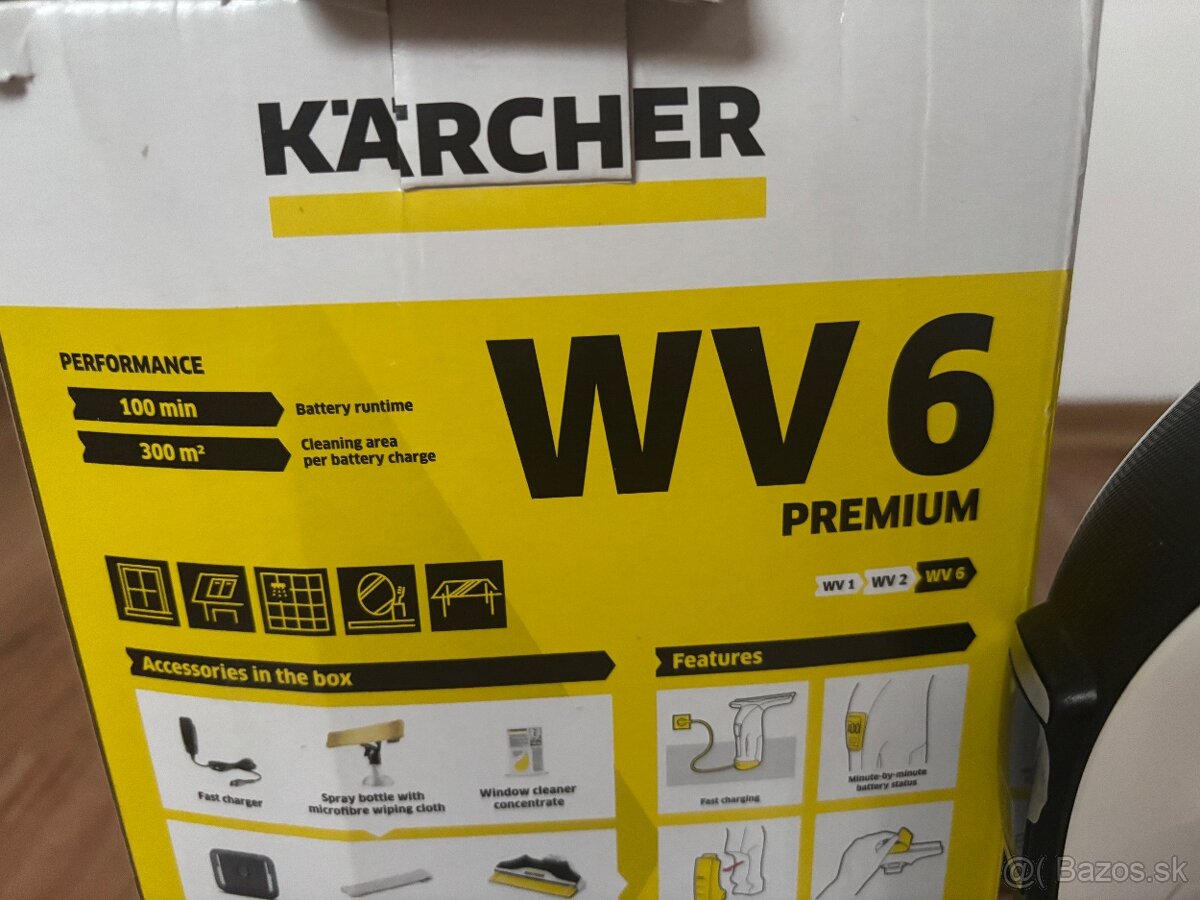 KÄRCHER
PERFORMANCE
100 min
Battery runtime
300 m²
Cleaning area
per battery charge
WV 6
PREMIUM
WV 1
WV 2
WV 6
Accessories in the box
Fast charger
Spray bottle with
microfibre wiping cloth
Window cleaner
concentrate
Features
Fast charging
Minute-by-minute
battery status
@( Bazos.sk